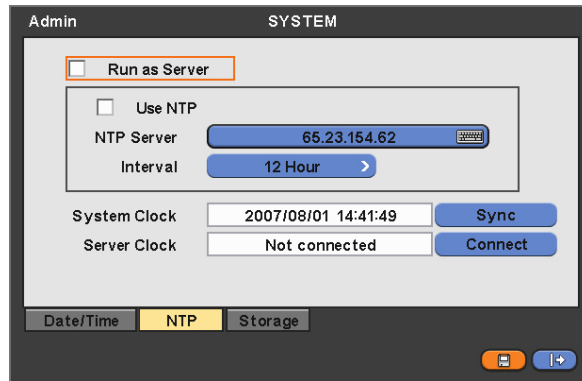 Admin SYSTEM
Run as Server
Use NTP
NTP Server 65.23.154.62
Interval 12 Hour >
System Clock 2007/08/01 14:41:49 Sync
Server Clock Not connected Connect
Date/Time NTP Storage